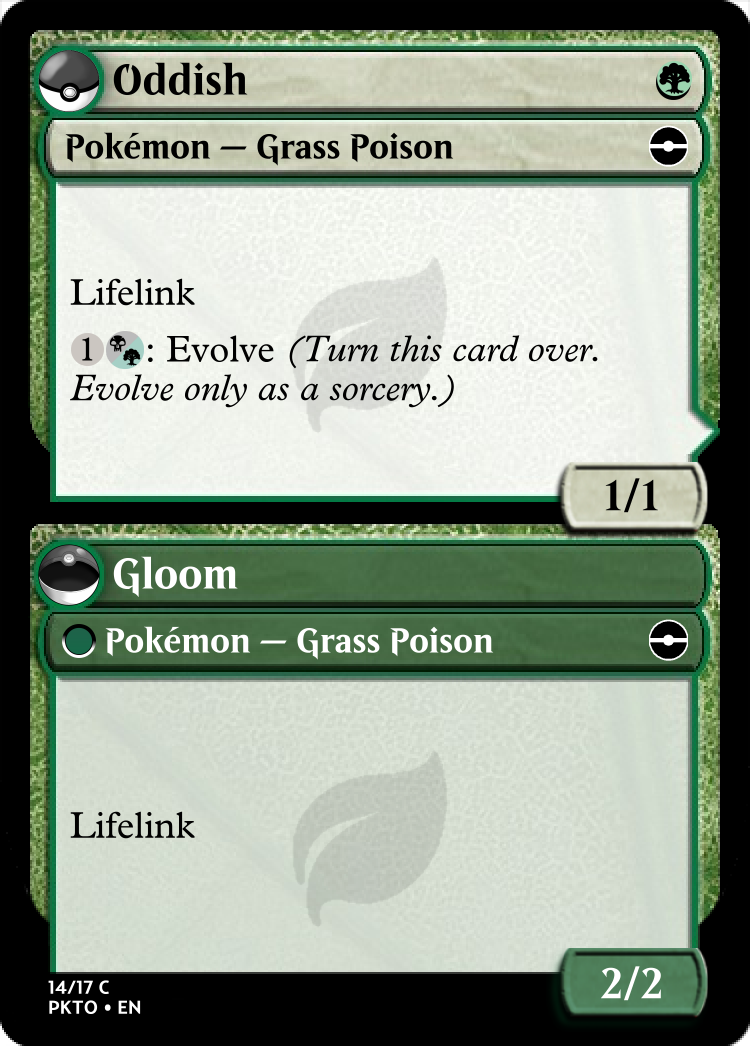 Oddish
Pokémon — Grass Poison
Lifelink
1: Evolve (Turn this card over.
Evolve only as a sorcery.)
1/1
Gloom
Pokémon — Grass Poison
Lifelink
2/2
14/17 C
PKTO • EN